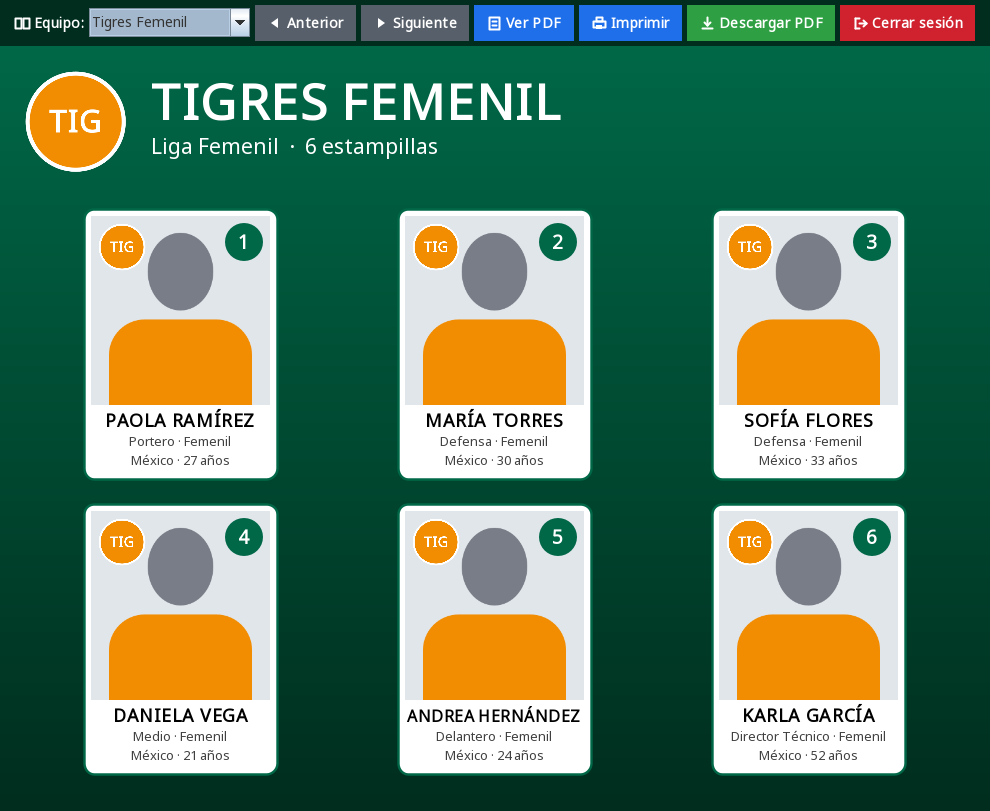 Equipo: Tigres Femenil Anterior Siguiente Ver PDF Imprimir Descargar PDF Cerrar sesión
TIG
TIGRES FEMENIL
Liga Femenil · 6 estampillas
TIG 1
PAOLA RAMÍREZ
Portero · Femenil
México · 27 años
TIG 2
MARÍA TORRES
Defensa · Femenil
México · 30 años
TIG 3
SOFÍA FLORES
Defensa · Femenil
México · 33 años
TIG 4
DANIELA VEGA
Medio · Femenil
México · 21 años
TIG 5
ANDREA HERNÁNDEZ
Delantero · Femenil
México · 24 años
TIG 6
KARLA GARCÍA
Director Técnico · Femenil
México · 52 años